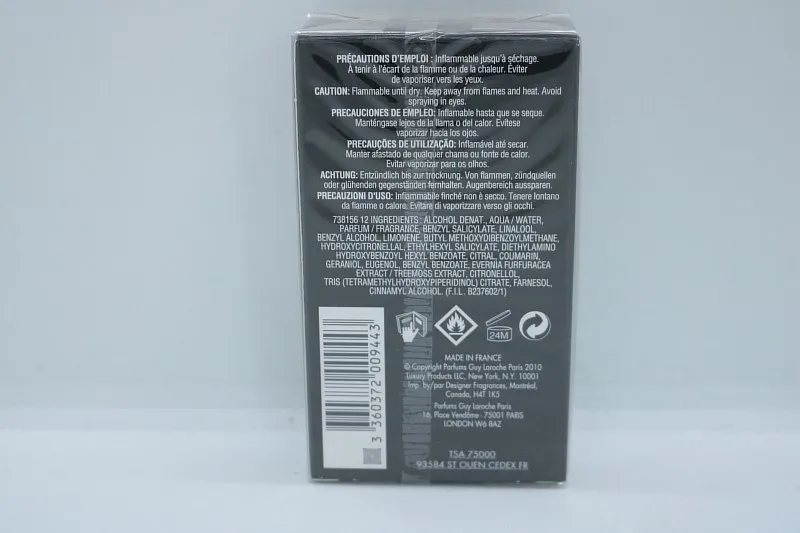 PRÉCAUTIONS D'EMPLOI : Inflammable jusqu'à séchage.
À tenir à l'écart de la flamme ou de la chaleur. Éviter
de vaporiser vers les yeux.
CAUTION: Flammable until dry. Keep away from flames and heat. Avoid
spraying in eyes.
PRECAUCIONES DE EMPLEO: Inflamable hasta que se seque.
Manténgase lejos de la llama o del calor. Evítese
vaporizar hacia los ojos.
PRECAUÇÕES DE UTILIZAÇÃO: Inflamável até secar.
Manter afastado de qualquer chama ou fonte de calor.
Evitar vaporizar para os olhos.
ACHTUNG: Entzündlich bis zur trocknung. Von flammen, zündquellen
oder glühenden gegenständen fernhalten. Augenbereich aussparen.
PRECAUZIONI D'USO: Inflammabile finché non è secco. Tenere lontano
da fiamme o calore. Evitare di vaporizzare verso gli occhi.
738156 12 INGREDIENTS : ALCOHOL DENAT., AQUA / WATER,
PARFUM / FRAGRANCE, BENZYL SALICYLATE, LINALOOL,
BENZYL ALCOHOL, LIMONENE, BUTYL METHOXYDIBENZOYLMETHANE,
HYDROXYCITRONELLAL, ETHYLHEXYL SALICYLATE, DIETHYLAMINO
HYDROXYBENZOYL HEXYL BENZOATE, CITRAL, COUMARIN,
GERANIOL, EUGENOL, BENZYL BENZOATE, EVERNIA FURFURACEA
EXTRACT / TREEMOSS EXTRACT, CITRONELLOL,
TRIS (TETRAMETHYLHYDROXYPIPERIDINOL) CITRATE, FARNESOL,
CINNAMYL ALCOHOL. (F.I.L. B237602/1)
3 360372 009443
24M
MADE IN FRANCE
© Copyright Parfums Guy Laroche Paris 2010
Luxury Products LLC, New York, N.Y. 10001
Imp. by/par Designer Fragrances, Montréal,
Canada, H4T 1K5
Parfums Guy Laroche Paris
16, Place Vendôme - 75001 PARIS
LONDON W6 8AZ
TSA 75000
93584 ST OUEN CEDEX FR